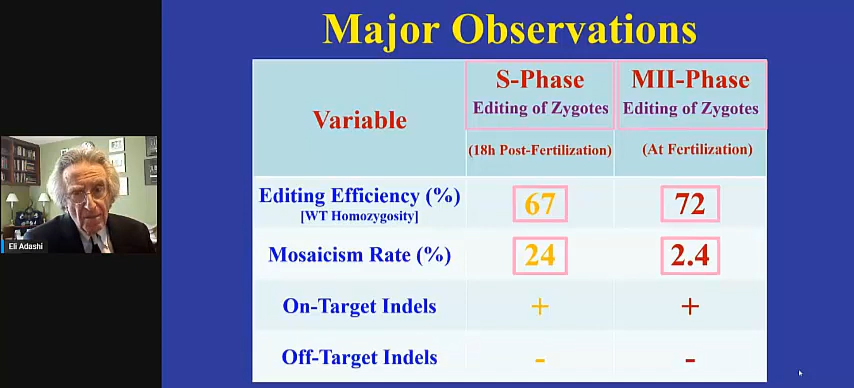 Major Observations
Variable
S-Phase
Editing of Zygotes
(18h Post-Fertilization)
MII-Phase
Editing of Zygotes
(At Fertilization)
Editing Efficiency (%)
[WT Homozygosity]
67
72
Mosaicism Rate (%)
24
2.4
On-Target Indels
+
+
Off-Target Indels
-
-
Eli Adashi